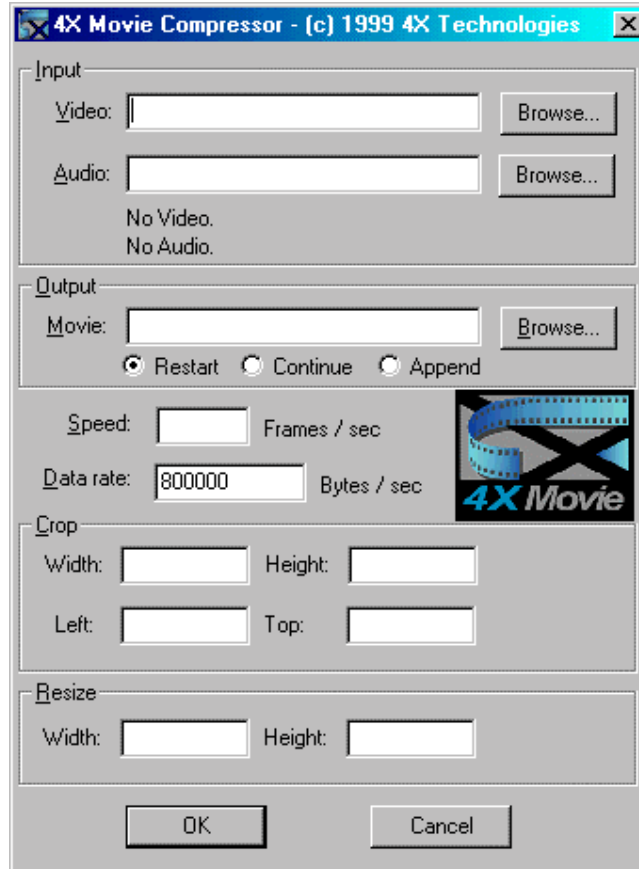 4X Movie Compressor - (c) 1999 4X Technologies
Input
Video: Browse...
Audio: Browse...
No Video.
No Audio.
Output
Movie: Browse...
Restart Continue Append
Speed: Frames / sec
Data rate: 800000 Bytes / sec
4X Movie
Crop
Width: Height:
Left: Top:
Resize
Width: Height:
OK Cancel